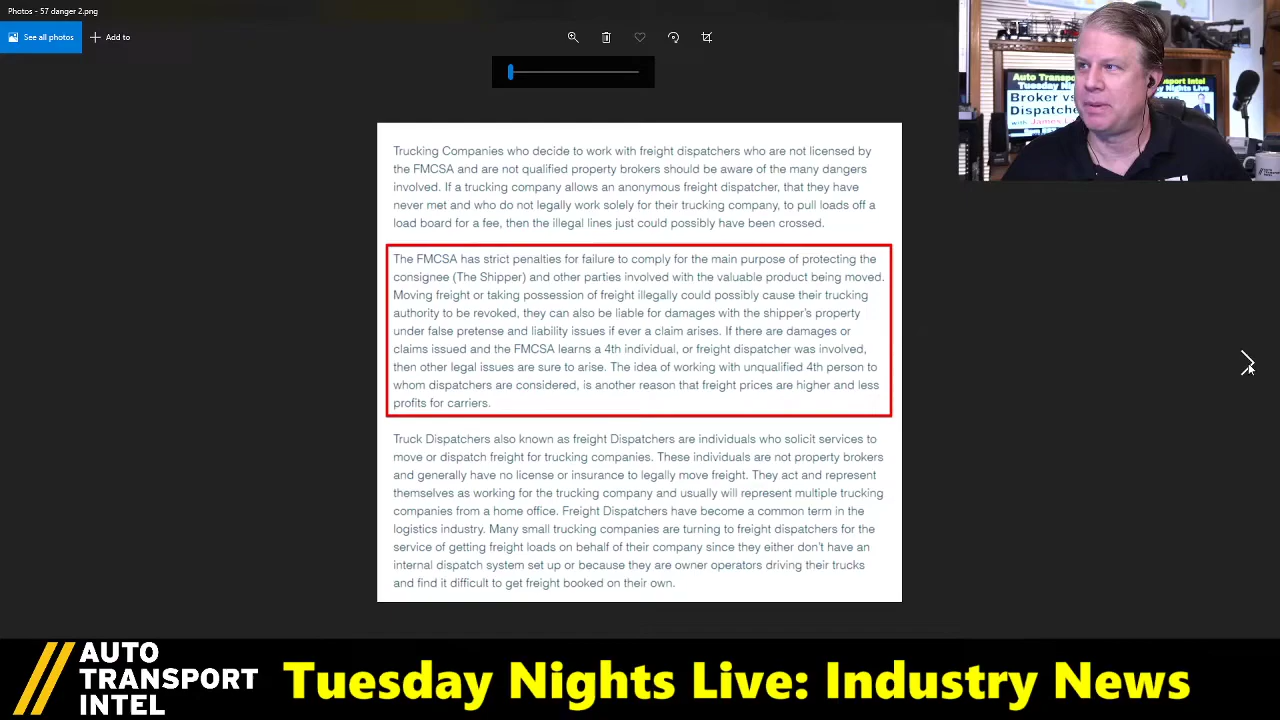 Photos - 57 danger 2.png
See all photos
Add to
Auto Transport
Tuesday Nig
Broker vs
Dispatche
with James
nsport Intel
y Nights Live
Trucking Companies who decide to work with freight dispatchers who are not licensed by
the FMCSA and are not qualified property brokers should be aware of the many dangers
involved. If a trucking company allows an anonymous freight dispatcher, that they have
never met and who do not legally work solely for their trucking company, to pull loads off a
load board for a fee, then the illegal lines just could possibly have been crossed.
The FMCSA has strict penalties for failure to comply for the main purpose of protecting the
consignee (The Shipper) and other parties involved with the valuable product being moved.
Moving freight or taking possession of freight illegally could possibly cause their trucking
authority to be revoked, they can also be liable for damages with the shipper's property
under false pretense and liability issues if ever a claim arises. If there are damages or
claims issued and the FMCSA learns a 4th individual, or freight dispatcher was involved,
then other legal issues are sure to arise. The idea of working with unqualified 4th person to
whom dispatchers are considered, is another reason that freight prices are higher and less
profits for carriers.
Truck Dispatchers also known as freight Dispatchers are individuals who solicit services to
move or dispatch freight for trucking companies. These individuals are not property brokers
and generally have no license or insurance to legally move freight. They act and represent
themselves as working for the trucking company and usually will represent multiple trucking
companies from a home office. Freight Dispatchers have become a common term in the
logistics industry. Many small trucking companies are turning to freight dispatchers for the
service of getting freight loads on behalf of their company since they either don't have an
internal dispatch system set up or because they are owner operators driving their trucks
and find it difficult to get freight booked on their own.
AUTO
TRANSPORT
INTEL
Tuesday Nights Live: Industry News